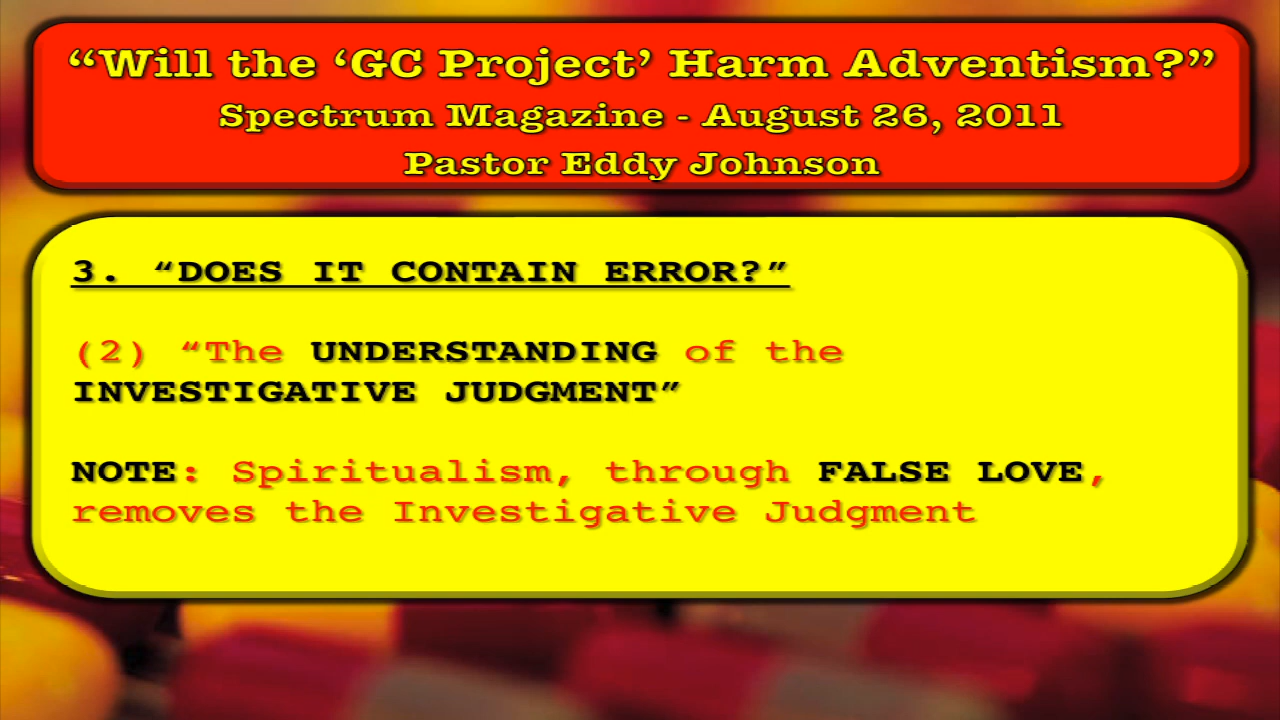 “Will the ‘GC Project’ Harm Adventism?”
Spectrum Magazine - August 26, 2011
Pastor Eddy Johnson
3. “DOES IT CONTAIN ERROR?”
(2) “The UNDERSTANDING of the
INVESTIGATIVE JUDGMENT”
NOTE: Spiritualism, through FALSE LOVE,
removes the Investigative Judgment